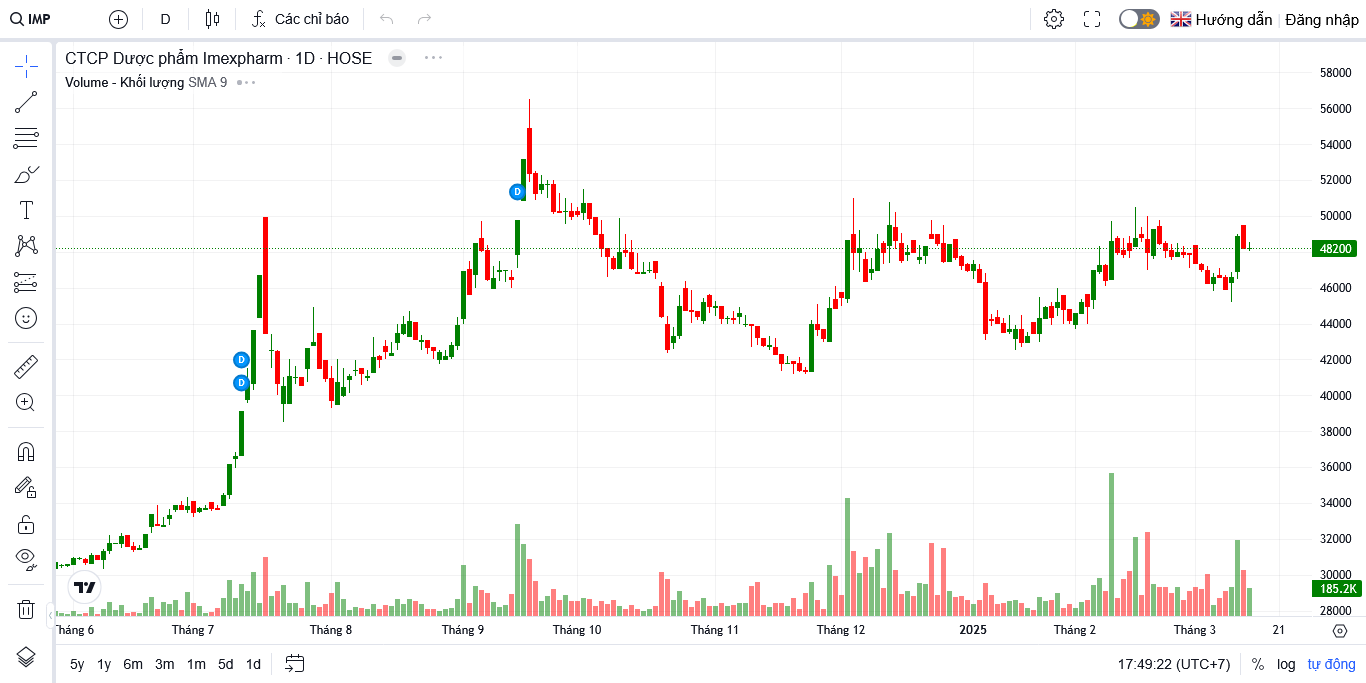 IMP D Các chỉ báo Hướng dẫn Đăng nhập
CTCP Dược phẩm Imexpharm · 1D · HOSE
Volume - Khối lượng SMA 9
58000
56000
54000
52000
50000
48200
46000
44000
42000
40000
38000
36000
34000
32000
30000
185.2K
28000
D
D
D
Tháng 6 Tháng 7 Tháng 8 Tháng 9 Tháng 10 Tháng 11 Tháng 12 2025 Tháng 2 Tháng 3 21
5y 1y 6m 3m 1m 5d 1d 17:49:22 (UTC+7) % log tự động